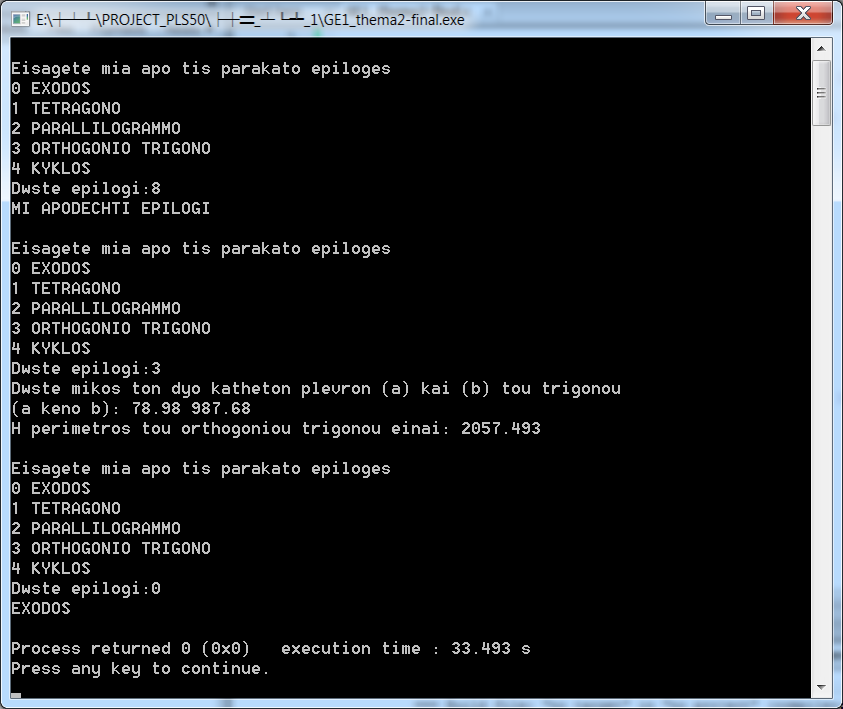 E:\┼┴┴└\PROJECT_PLS50\├┼=_┴ └┴_1\GE1_thema2-final.exe
Eisagete mia apo tis parakato epiloges
0 EXODOS
1 TETRAGONO
2 PARALLILOGRAMMO
3 ORTHOGONIO TRIGONO
4 KYKLOS
Dwste epilogi:8
MI APODECHTI EPILOGI
Eisagete mia apo tis parakato epiloges
0 EXODOS
1 TETRAGONO
2 PARALLILOGRAMMO
3 ORTHOGONIO TRIGONO
4 KYKLOS
Dwste epilogi:3
Dwste mikos ton dyo katheton plevron (a) kai (b) tou trigonou
(a keno b): 78.98 987.68
H perimetros tou orthogoniou trigonou einai: 2057.493
Eisagete mia apo tis parakato epiloges
0 EXODOS
1 TETRAGONO
2 PARALLILOGRAMMO
3 ORTHOGONIO TRIGONO
4 KYKLOS
Dwste epilogi:0
EXODOS
Process returned 0 (0x0)   execution time : 33.493 s
Press any key to continue.